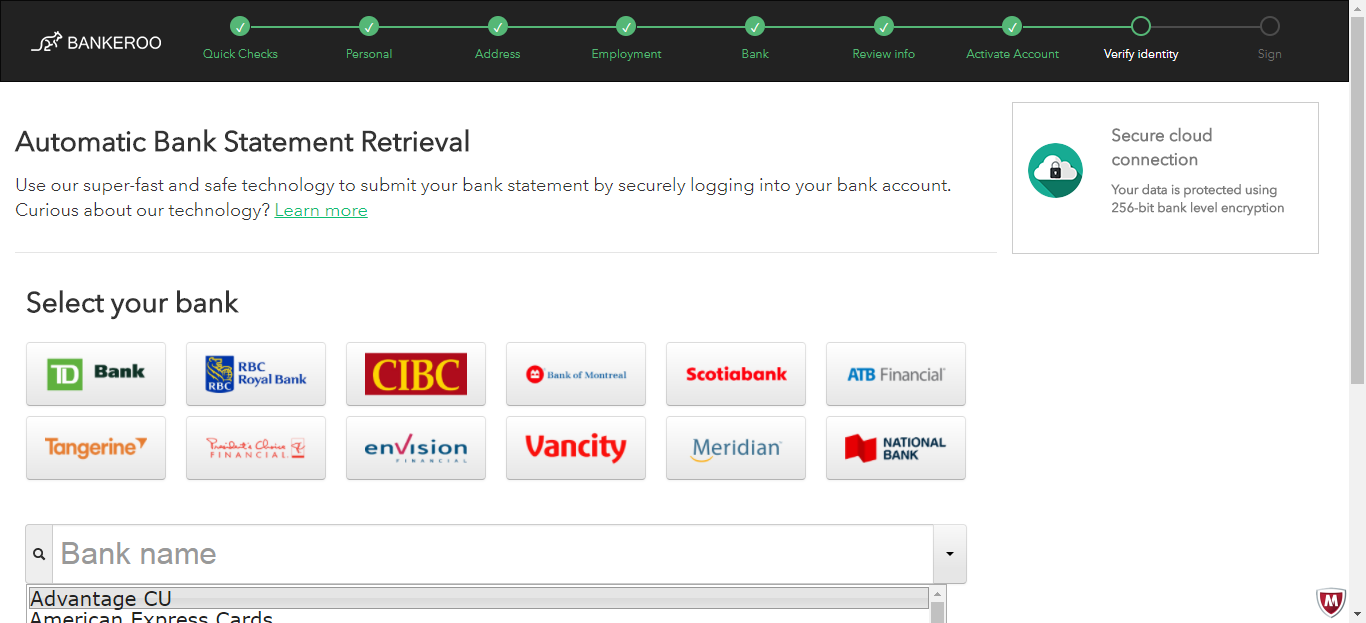 BANKEROO
Quick Checks
Personal
Address
Employment
Bank
Review info
Activate Account
Verify identity
Sign
Automatic Bank Statement Retrieval
Use our super-fast and safe technology to submit your bank statement by securely logging into your bank account.
Curious about our technology? Learn more
Secure cloud
connection
Your data is protected using
256-bit bank level encryption
Select your bank
TD Bank
RBC
RBC
Royal Bank
CIBC
Bank of Montreal
Scotiabank
ATB Financial
Tangerine
President's Choice
FINANCIAL
envision
FINANCIAL
Vancity
Meridian
NATIONAL
BANK
Bank name
Advantage CU
American Express Cards
M